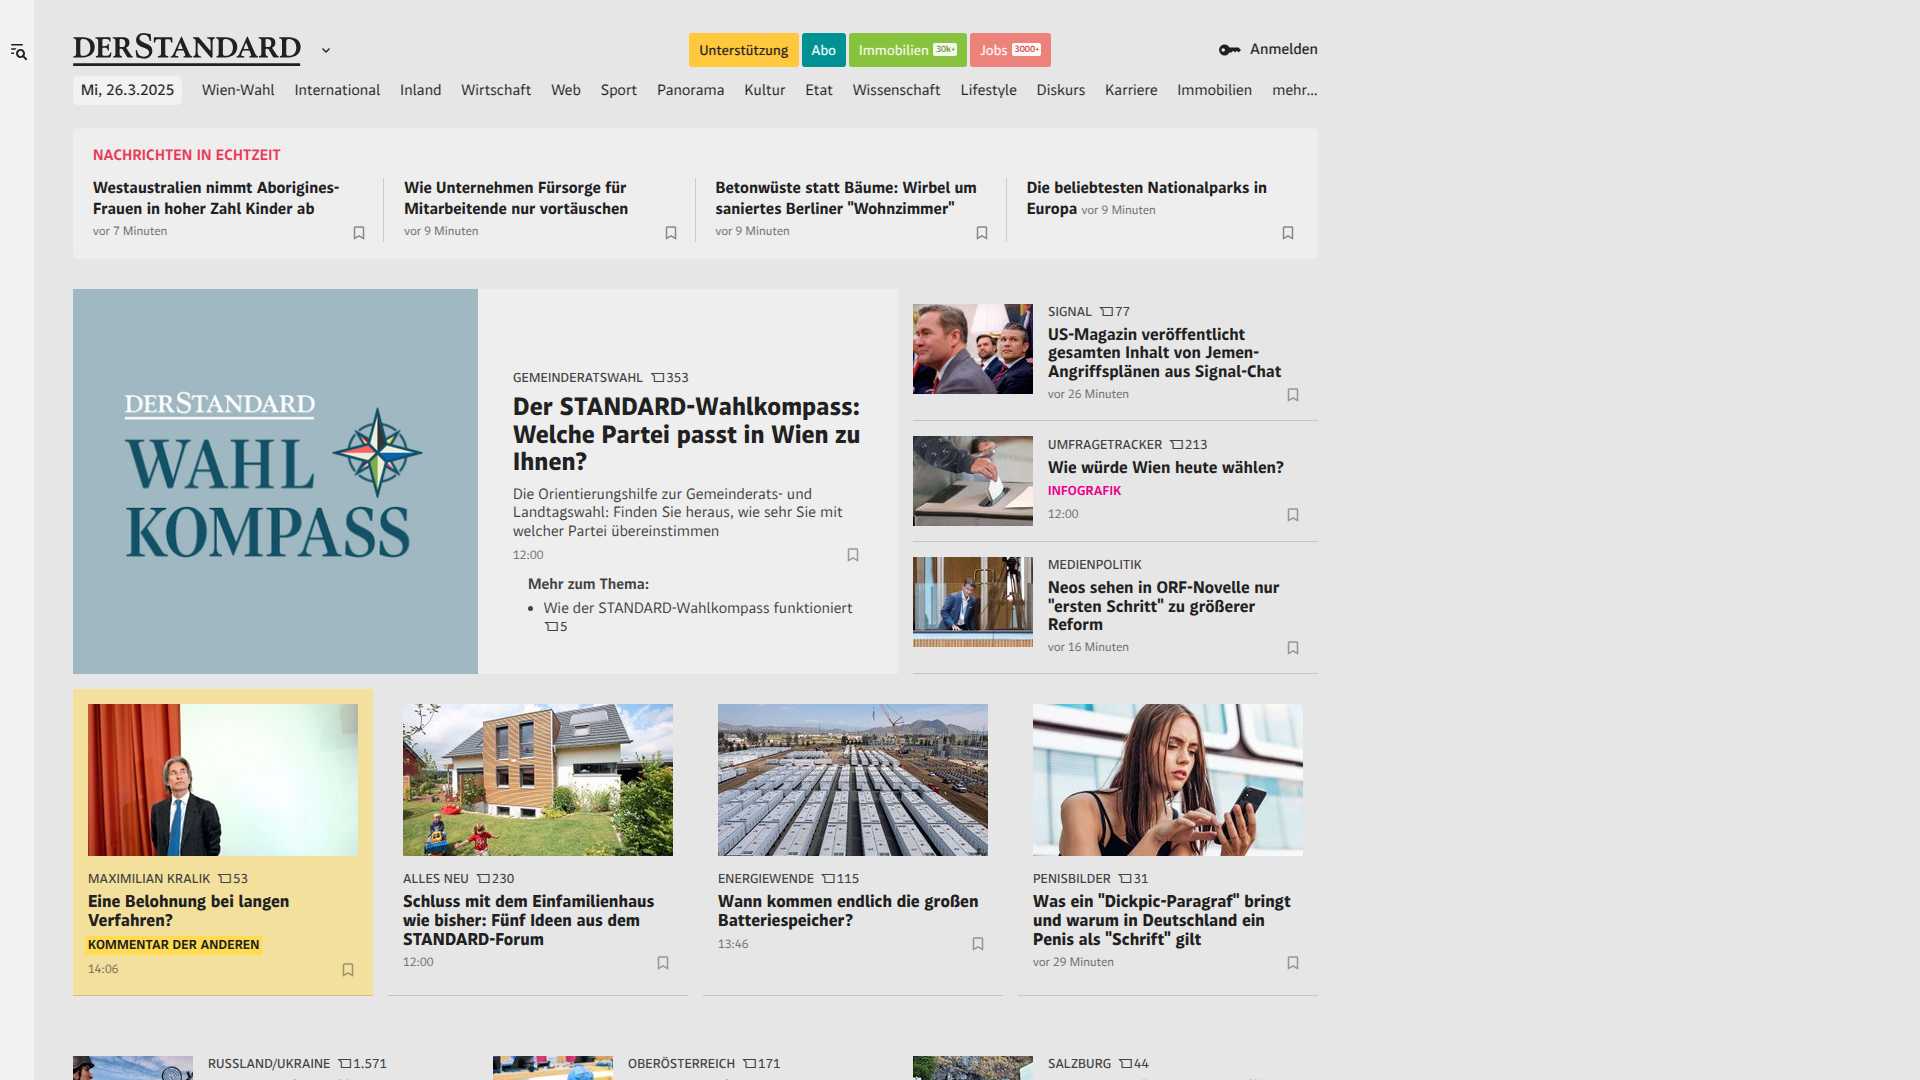 DERSTANDARD
Unterstützung
Abo
Immobilien 30k+
Jobs 3000+
Anmelden
Mi, 26.3.2025
Wien-Wahl
International
Inland
Wirtschaft
Web
Sport
Panorama
Kultur
Etat
Wissenschaft
Lifestyle
Diskurs
Karriere
Immobilien
mehr...
NACHRICHTEN IN ECHTZEIT
Westaustralien nimmt Aborigines-
Frauen in hoher Zahl Kinder ab
vor 7 Minuten
Wie Unternehmen Fürsorge für
Mitarbeitende nur vortäuschen
vor 9 Minuten
Betonwüste statt Bäume: Wirbel um
saniertes Berliner "Wohnzimmer"
vor 9 Minuten
Die beliebtesten Nationalparks in
Europa vor 9 Minuten
DERSTANDARD
WAHL
KOMPASS
GEMEINDERATSWAHL 353
Der STANDARD-Wahlkompass:
Welche Partei passt in Wien zu
Ihnen?
Die Orientierungshilfe zur Gemeinderats- und
Landtagswahl: Finden Sie heraus, wie sehr Sie mit
welcher Partei übereinstimmen
12:00
Mehr zum Thema:
• Wie der STANDARD-Wahlkompass funktioniert
5
SIGNAL 77
US-Magazin veröffentlicht
gesamten Inhalt von Jemen-
Angriffsplänen aus Signal-Chat
vor 26 Minuten
UMFRAGETRACKER 213
Wie würde Wien heute wählen?
INFOGRAFIK
12:00
MEDIENPOLITIK
Neos sehen in ORF-Novelle nur
"ersten Schritt" zu größerer
Reform
vor 16 Minuten
MAXIMILIAN KRALIK 53
Eine Belohnung bei langen
Verfahren?
KOMMENTAR DER ANDEREN
14:06
ALLES NEU 230
Schluss mit dem Einfamilienhaus
wie bisher: Fünf Ideen aus dem
STANDARD-Forum
12:00
ENERGIEWENDE 115
Wann kommen endlich die großen
Batteriespeicher?
13:46
PENISBILDER 31
Was ein "Dickpic-Paragraf" bringt
und warum in Deutschland ein
Penis als "Schrift" gilt
vor 29 Minuten
RUSSLAND/UKRAINE 1.571
OBERÖSTERREICH 171
SALZBURG 44